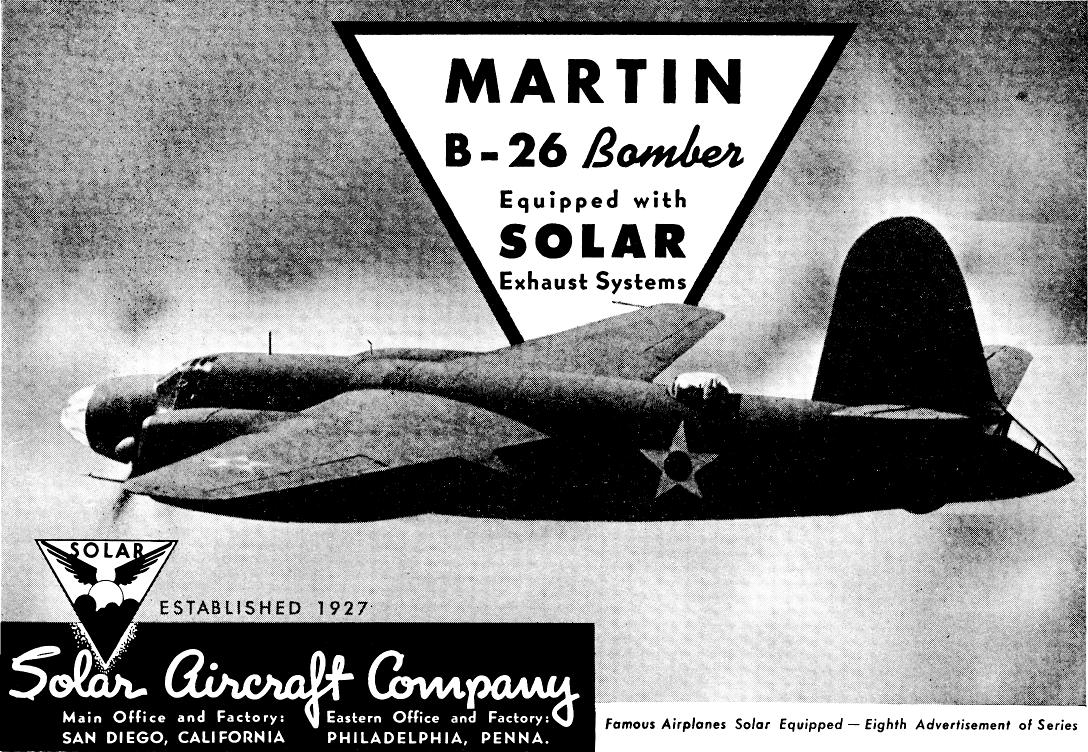 MARTIN
B-26 Bomber
Equipped with
SOLAR
Exhaust Systems
SOLAR
ESTABLISHED 1927
Solar Aircraft Company
Main Office and Factory:
SAN DIEGO, CALIFORNIA
Eastern Office and Factory:
PHILADELPHIA, PENNA.
Famous Airplanes Solar Equipped — Eighth Advertisement of Series